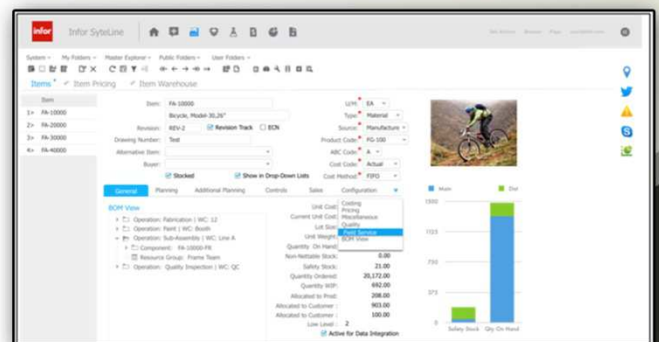 infor Infor SyteLine
System My Folders Master Explorer Public Folders User Folders
Items Item Pricing Item Warehouse
Item
1> FA-10000
2> FA-20000
3> FA-30000
4> FA-40000
Item: FA-10000
Bicycle, Model-30,26"
Revision: REV-2 Revision Track ECN
Drawing Number: Test
Alternative Item:
Buyer:
Stocked Show in Drop-Down Lists
U/M: EA
Type: Material
Source: Manufacture
Product Code: FG-100
ABC Code: A
Cost Code: Actual
Cost Method: FIFO
General Planning Additional Planning Controls Sales Configuration
Costing
Pricing
Miscellaneous
Quality
Field Service
BOM View
BOM View
Operation: Fabrication | WC: 12
Operation: Paint | WC: Booth
Operation: Sub-Assembly | WC: Line A
Component: FA-10000-FR
Resource Group: Frame Team
Operation: Quality Inspection | WC: QC
Unit Cost:
Current Unit Cost:
Lot Size:
Unit Weight:
Quantity On Hand:
Non-Nettable Stock: 0.00
Safety Stock: 21.00
Quantity Ordered: 20,172.00
Quantity WIP: 692.00
Allocated to Prod: 208.00
Allocated to Customer : 903.00
Allocated to Customer : 100.00
Low Level : 2
Active for Data Integration
Main
1500
750
375
0
Safety Stock Qty On Hand